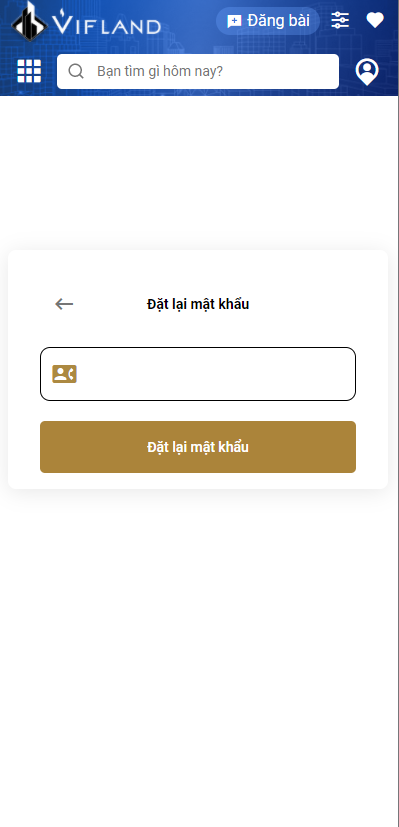 VIFLAND
Đăng bài
Bạn tìm gì hôm nay?
Đặt lại mật khẩu
Đặt lại mật khẩu